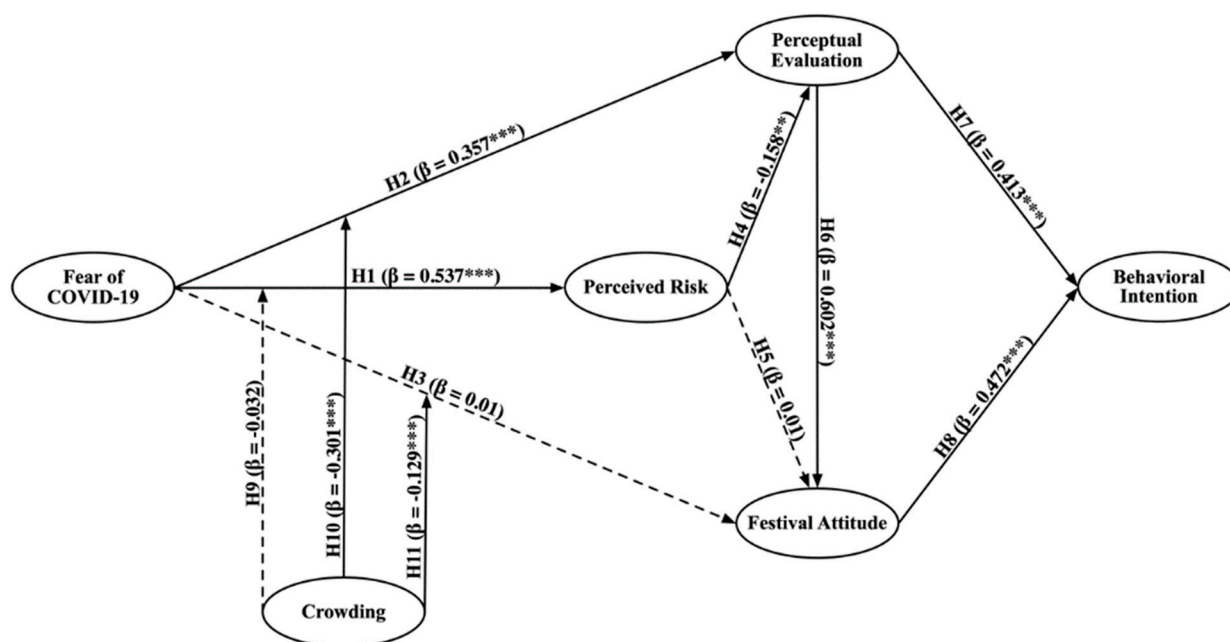 Perceptual
Evaluation
H2 (β = 0.357***)
H4 (β = -0.158**)
H7 (β = 0.413***)
H6 (β = 0.602***)
Fear of
COVID-19
H1 (β = 0.537***)
Perceived Risk
Behavioral
Intention
H3 (β = 0.01)
H5 (β = 0.01)
H8 (β = 0.472***)
H9 (β = -0.032)
H10 (β = -0.301***)
H11 (β = -0.129***)
Festival Attitude
Crowding